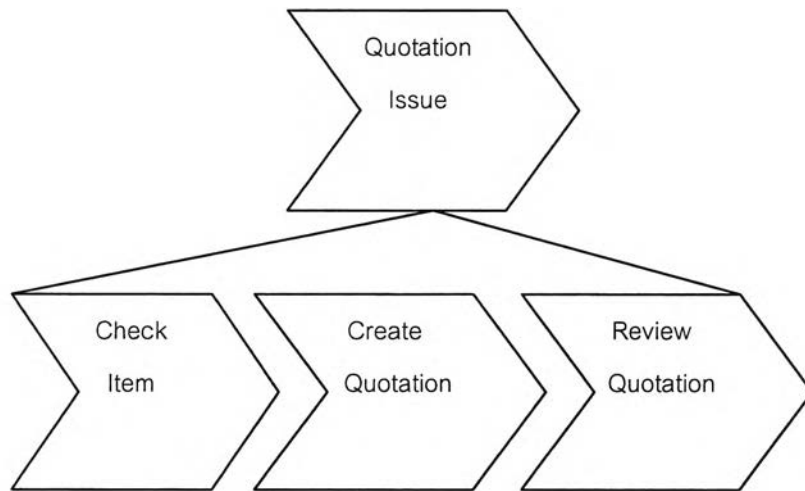 Quotation
Issue
Check
Item
Create
Quotation
Review
Quotation